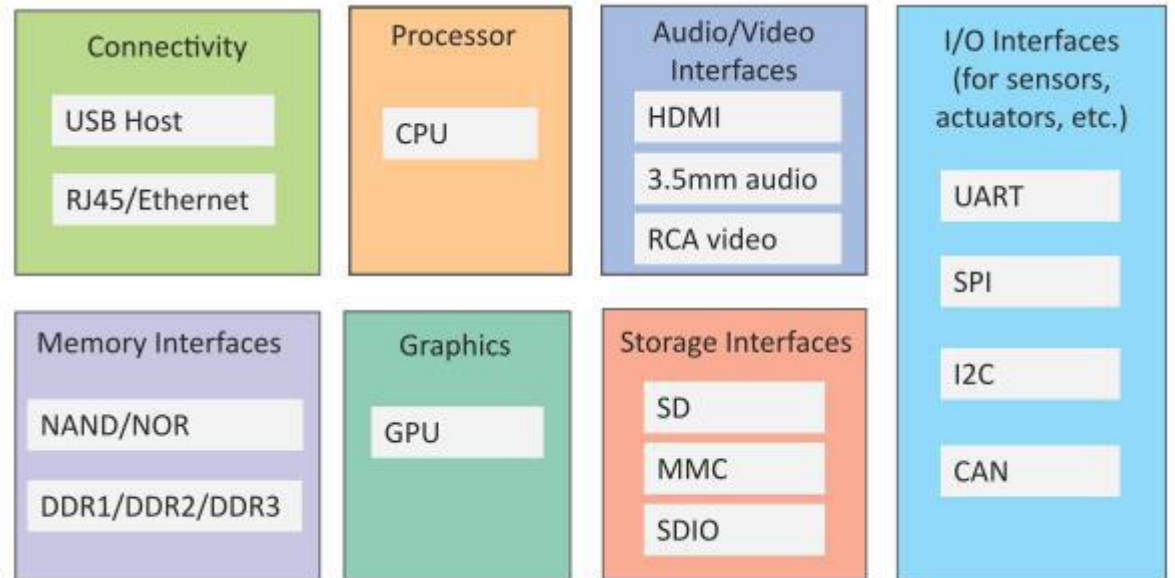 Connectivity
USB Host
RJ45/Ethernet
Processor
CPU
Audio/Video
Interfaces
HDMI
3.5mm audio
RCA video
I/O Interfaces
(for sensors,
actuators, etc.)
UART
SPI
I2C
CAN
Memory Interfaces
NAND/NOR
DDR1/DDR2/DDR3
Graphics
GPU
Storage Interfaces
SD
MMC
SDIO